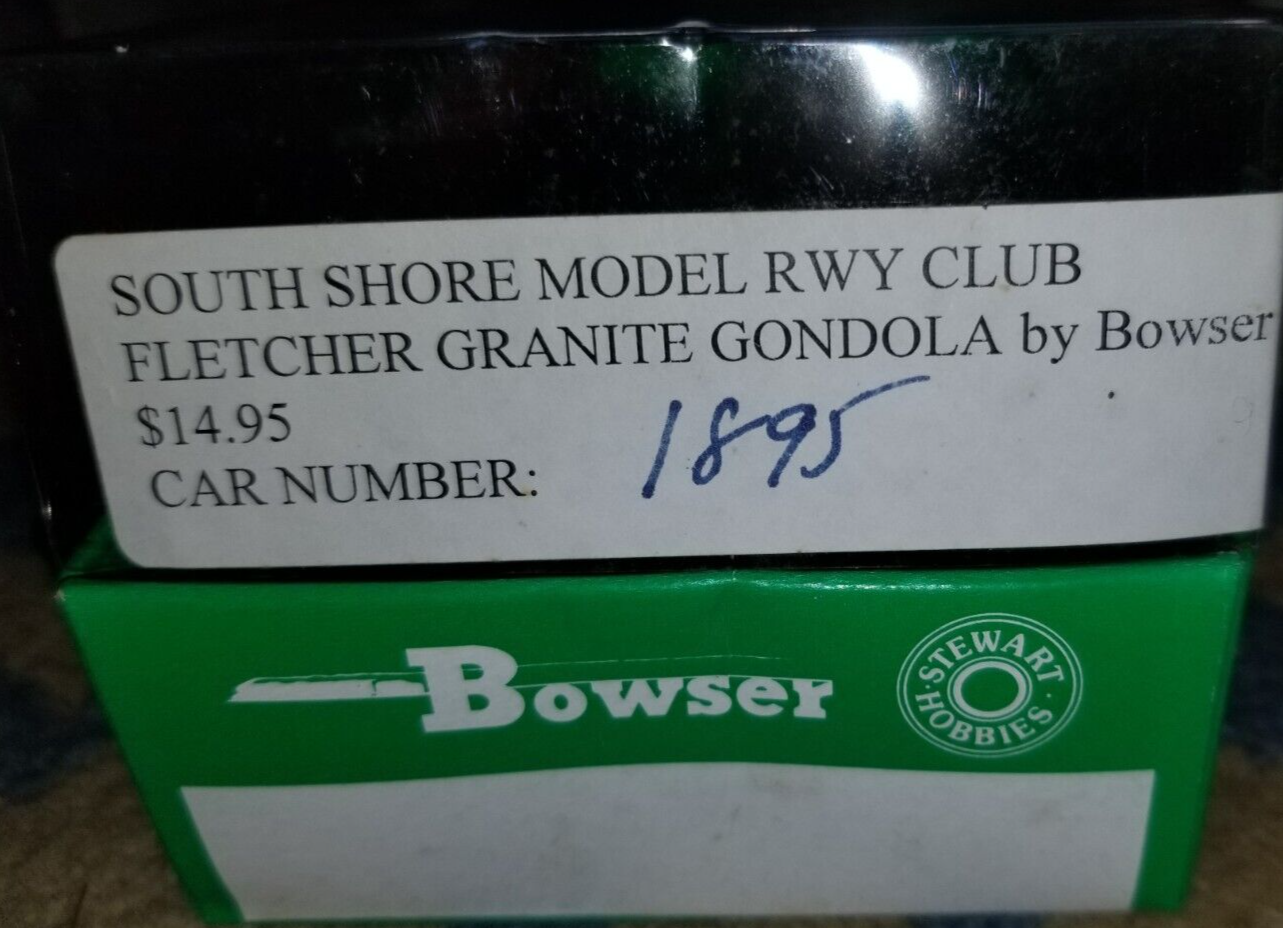 SOUTH SHORE MODEL RWY CLUB
FLETCHER GRANITE GONDOLA by Bowser
$14.95
CAR NUMBER: 1895
Bowser
STEWART HOBBIES